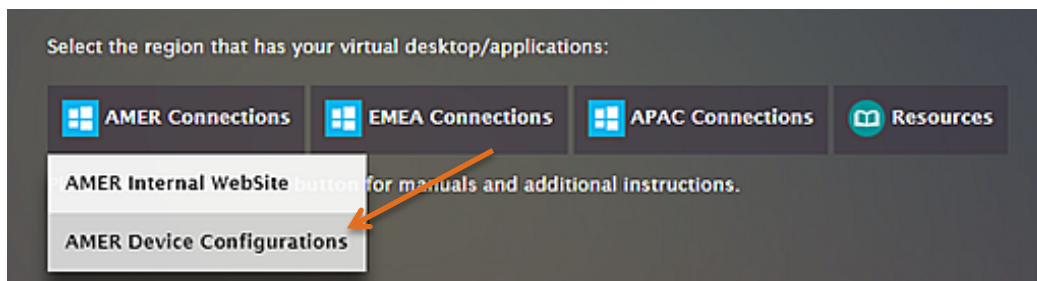 Select the region that has your virtual desktop/applications:
AMER Connections
EMEA Connections
APAC Connections
Resources
AMER Internal WebSite
button for manuals and additional instructions.
AMER Device Configurations